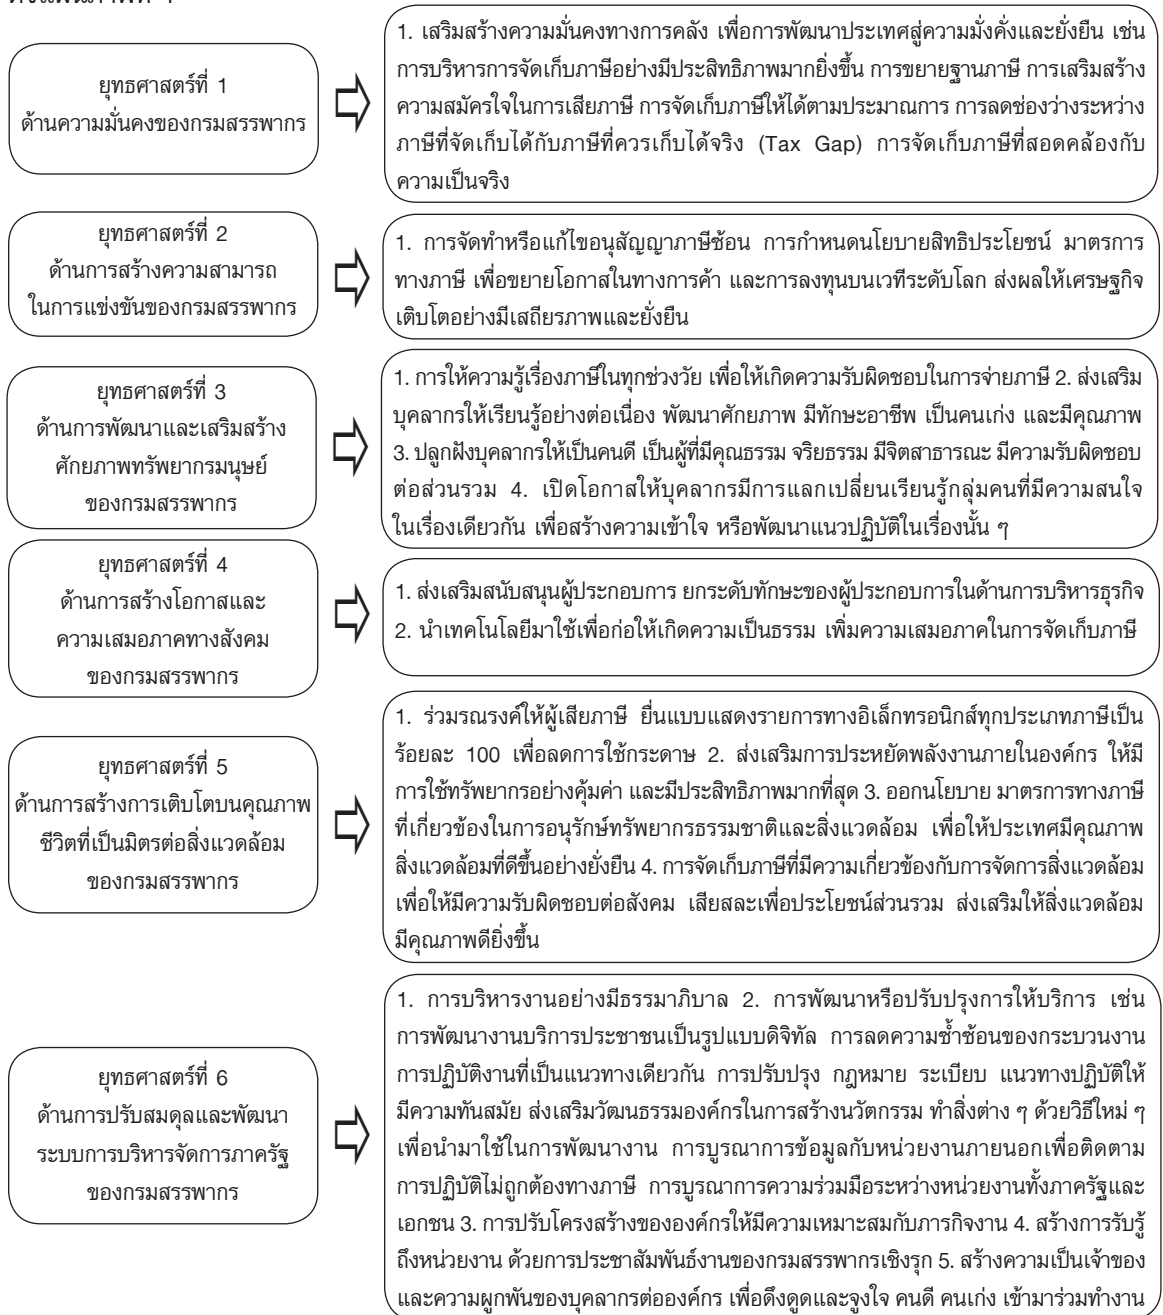 ยุทธศาสตร์ที่ 1
ด้านความมั่นคงของกรมสรรพากร
1. เสริมสร้างความมั่นคงทางการคลัง เพื่อการพัฒนาประเทศสู่ความมั่งคั่งและยั่งยืน เช่น
การบริหารการจัดเก็บภาษีอย่างมีประสิทธิภาพมากยิ่งขึ้น การขยายฐานภาษี การเสริมสร้าง
ความสมัครใจในการเสียภาษี การจัดเก็บภาษีให้ได้ตามประมาณการ การลดช่องว่างระหว่าง
ภาษีที่จัดเก็บได้กับภาษีที่ควรเก็บได้จริง (Tax Gap) การจัดเก็บภาษีที่สอดคล้องกับ
ความเป็นจริง
ยุทธศาสตร์ที่ 2
ด้านการสร้างความสามารถ
ในการแข่งขันของกรมสรรพากร
1. การจัดทำหรือแก้ไขอนุสัญญาภาษีซ้อน การกำหนดนโยบายสิทธิประโยชน์ มาตรการ
ทางภาษี เพื่อขยายโอกาสในทางการค้า และการลงทุนบนเวทีระดับโลก ส่งผลให้เศรษฐกิจ
เติบโตอย่างมีเสถียรภาพและยั่งยืน
ยุทธศาสตร์ที่ 3
ด้านการพัฒนาและเสริมสร้าง
ศักยภาพทรัพยากรมนุษย์
ของกรมสรรพากร
1. การให้ความรู้เรื่องภาษีในทุกช่วงวัย เพื่อให้เกิดความรับผิดชอบในการจ่ายภาษี 2. ส่งเสริม
บุคลากรให้เรียนรู้อย่างต่อเนื่อง พัฒนาศักยภาพ มีทักษะอาชีพ เป็นคนเก่ง และมีคุณภาพ
3. ปลูกฝังบุคลากรให้เป็นคนดี เป็นผู้ที่มีคุณธรรม จริยธรรม มีจิตสาธารณะ มีความรับผิดชอบ
ต่อส่วนรวม 4. เปิดโอกาสให้บุคลากรมีการแลกเปลี่ยนเรียนรู้กลุ่มคนที่มีความสนใจ
ในเรื่องเดียวกัน เพื่อสร้างความเข้าใจ หรือพัฒนาแนวปฏิบัติในเรื่องนั้น ๆ
ยุทธศาสตร์ที่ 4
ด้านการสร้างโอกาสและ
ความเสมอภาคทางสังคม
ของกรมสรรพากร
1. ส่งเสริมสนับสนุนผู้ประกอบการ ยกระดับทักษะของผู้ประกอบการในด้านการบริหารธุรกิจ
2. นำเทคโนโลยีมาใช้เพื่อก่อให้เกิดความเป็นธรรม เพิ่มความเสมอภาคในการจัดเก็บภาษี
ยุทธศาสตร์ที่ 5
ด้านการสร้างการเติบโตบนคุณภาพ
ชีวิตที่เป็นมิตรต่อสิ่งแวดล้อม
ของกรมสรรพากร
1. ร่วมรณรงค์ให้ผู้เสียภาษี ยื่นแบบแสดงรายการทางอิเล็กทรอนิกส์ทุกประเภทภาษีเป็น
ร้อยละ 100 เพื่อลดการใช้กระดาษ 2. ส่งเสริมการประหยัดพลังงานภายในองค์กร ให้มี
การใช้ทรัพยากรอย่างคุ้มค่า และมีประสิทธิภาพมากที่สุด 3. ออกนโยบาย มาตรการทางภาษี
ที่เกี่ยวข้องในการอนุรักษ์ทรัพยากรธรรมชาติและสิ่งแวดล้อม เพื่อให้ประเทศมีคุณภาพ
สิ่งแวดล้อมที่ดีขึ้นอย่างยั่งยืน 4. การจัดเก็บภาษีที่มีความเกี่ยวข้องกับการจัดการสิ่งแวดล้อม
เพื่อให้มีความรับผิดชอบต่อสังคม เสียสละเพื่อประโยชน์ส่วนรวม ส่งเสริมให้สิ่งแวดล้อม
มีคุณภาพดียิ่งขึ้น
ยุทธศาสตร์ที่ 6
ด้านการปรับสมดุลและพัฒนา
ระบบการบริหารจัดการภาครัฐ
ของกรมสรรพากร
1. การบริหารงานอย่างมีธรรมาภิบาล 2. การพัฒนาหรือปรับปรุงการให้บริการ เช่น
การพัฒนางานบริการประชาชนเป็นรูปแบบดิจิทัล การลดความซ้ำซ้อนของกระบวนงาน
การปฏิบัติงานที่เป็นแนวทางเดียวกัน การปรับปรุง กฎหมาย ระเบียบ แนวทางปฏิบัติให้
มีความทันสมัย ส่งเสริมวัฒนธรรมองค์กรในการสร้างนวัตกรรม ทำสิ่งต่าง ๆ ด้วยวิธีใหม่ ๆ
เพื่อนำมาใช้ในการพัฒนางาน การบูรณาการข้อมูลกับหน่วยงานภายนอกเพื่อติดตาม
การปฏิบัติไม่ถูกต้องทางภาษี การบูรณาการความร่วมมือระหว่างหน่วยงานทั้งภาครัฐและ
เอกชน 3. การปรับโครงสร้างขององค์กรให้มีความเหมาะสมกับภารกิจงาน 4. สร้างการรับรู้
ถึงหน่วยงาน ด้วยการประชาสัมพันธ์งานของกรมสรรพากรเชิงรุก 5. สร้างความเป็นเจ้าของ
และความผูกพันของบุคลากรต่อองค์กร เพื่อดึงดูดและจูงใจ คนดี คนเก่ง เข้ามาร่วมทำงาน